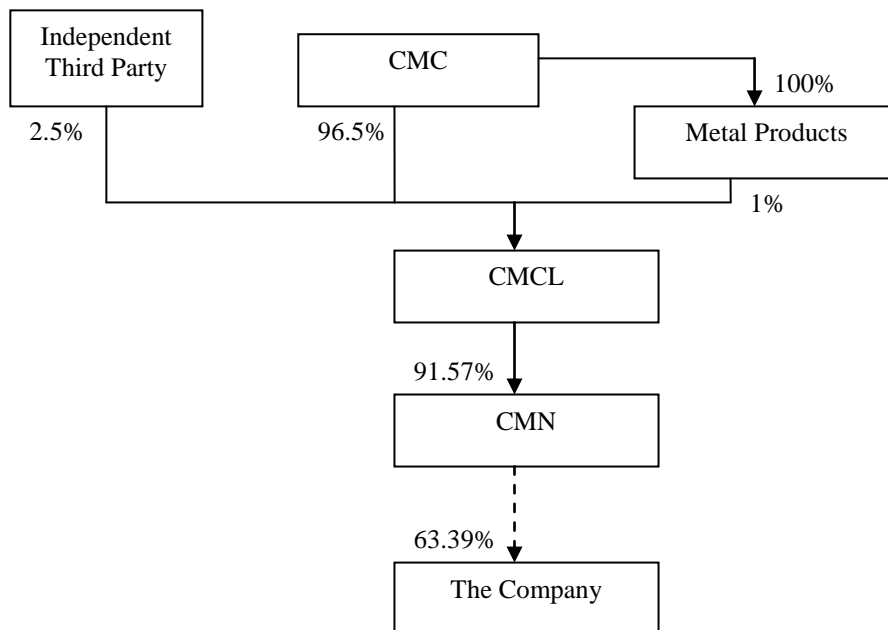 Independent
Third Party
CMC
100%
2.5%
96.5%
Metal Products
1%
CMCL
91.57%
CMN
63.39%
The Company